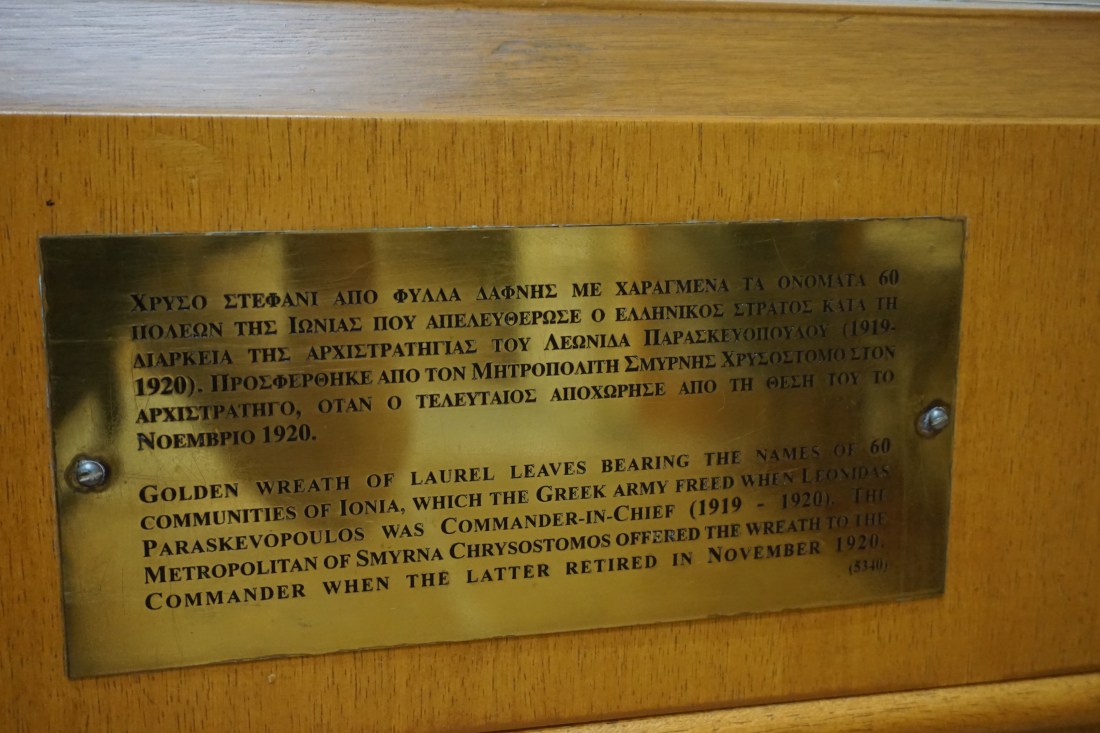 ΧΡΥΣΟ ΣΤΕΦΑΝΙ ΑΠΟ ΦΥΛΛΑ ΔΑΦΝΗΣ ΜΕ ΧΑΡΑΓΜΕΝΑ ΤΑ ΟΝΟΜΑΤΑ 60
ΠΟΛΕΩΝ ΤΗΣ ΙΩΝΙΑΣ ΠΟΥ ΑΠΕΛΕΥΘΕΡΩΣΕ Ο ΕΛΛΗΝΙΚΟΣ ΣΤΡΑΤΟΣ ΚΑΤΑ ΤΗ
ΔΙΑΡΚΕΙΑ ΤΗΣ ΑΡΧΙΣΤΡΑΤΗΓΙΑΣ ΤΟΥ ΛΕΩΝΙΔΑ ΠΑΡΑΣΚΕΥΟΠΟΥΛΟΥ (1919-
1920). ΠΡΟΣΦΕΡΘΗΚΕ ΑΠΟ ΤΟΝ ΜΗΤΡΟΠΟΛΙΤΗ ΣΜΥΡΝΗΣ ΧΡΥΣΟΣΤΟΜΟ ΣΤΟΝ
ΑΡΧΙΣΤΡΑΤΗΓΟ, ΟΤΑΝ Ο ΤΕΛΕΥΤΑΙΟΣ ΑΠΟΧΩΡΗΣΕ ΑΠΟ ΤΗ ΘΕΣΗ ΤΟΥ ΤΟ
ΝΟΕΜΒΡΙΟ 1920.
GOLDEN WREATH OF LAUREL LEAVES BEARING THE NAMES OF 60
COMMUNITIES OF IONIA, WHICH THE GREEK ARMY FREED WHEN LEONIDAS
PARASKEVOPOULOS WAS COMMANDER-IN-CHIEF (1919 - 1920). THE
METROPOLITAN OF SMYRNA CHRYSOSTOMOS OFFERED THE WREATH TO THE
COMMANDER WHEN THE LATTER RETIRED IN NOVEMBER 1920.
(5340)